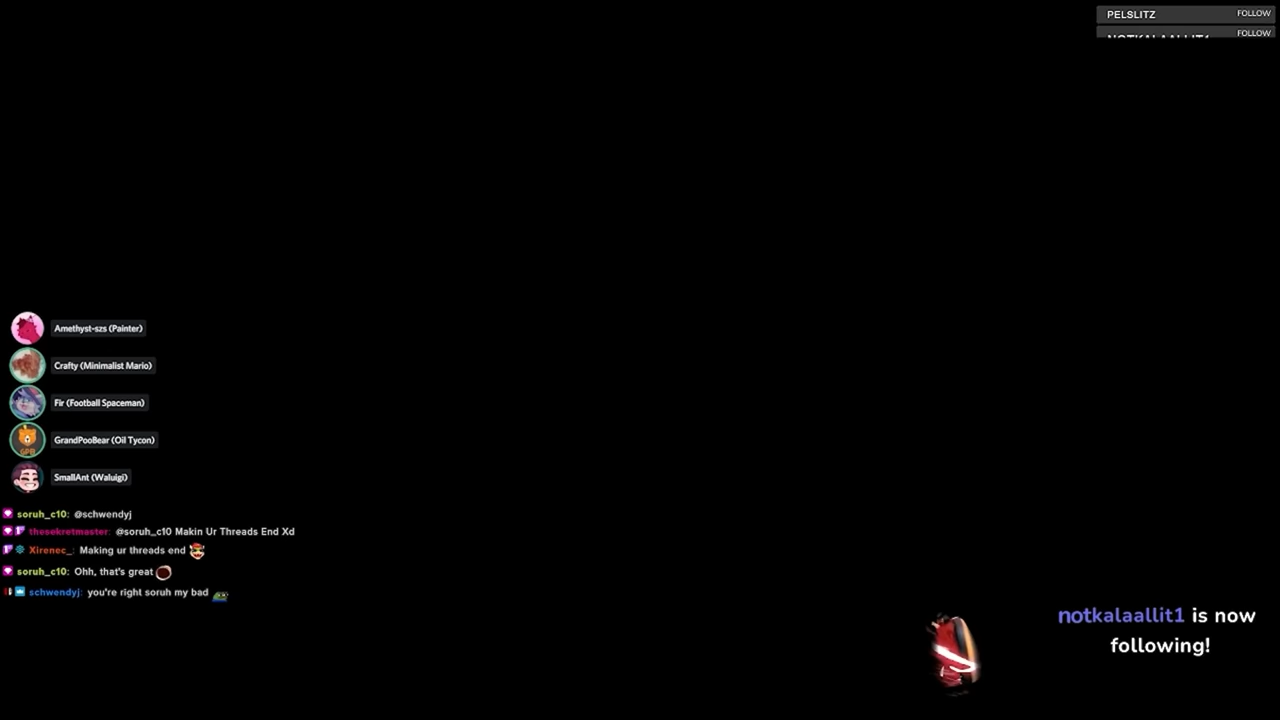 PELSLITZ FOLLOW
NOTKALAALLIT1 FOLLOW
Amethyst-szs (Painter)
Crafty (Minimalist Mario)
Fir (Football Spaceman)
GrandPooBear (Oil Tycon)
GPB
SmallAnt (Waluigi)
soruh_c10: @schwendyj
thesekretmaster: @soruh_c10 Makin Ur Threads End Xd
Xirenec_: Making ur threads end
soruh_c10: Ohh, that's great
schwendyj: you're right soruh my bad
notkalaallit1 is now
following!